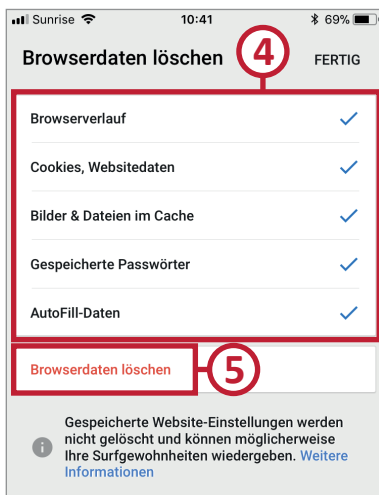 Sunrise 10:41 69%
Browserdaten löschen 4 FERTIG
Browserverlauf
Cookies, Websitedaten
Bilder & Dateien im Cache
Gespeicherte Passwörter
AutoFill-Daten
Browserdaten löschen 5
Gespeicherte Website-Einstellungen werden
nicht gelöscht und können möglicherweise
Ihre Surfgewohnheiten wiedergeben. Weitere
Informationen